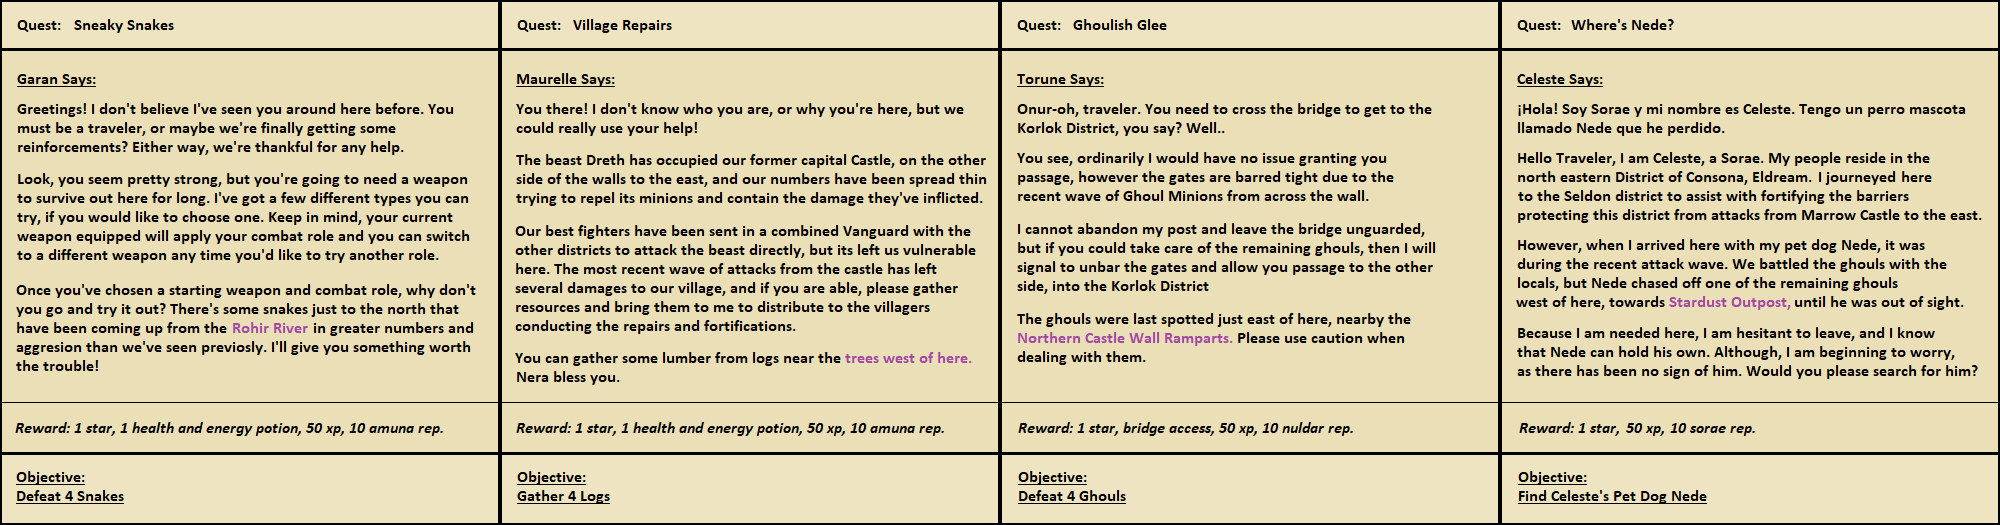 Quest: Sneaky Snakes
Garan Says:
Greetings! I don't believe I've seen you around here before. You
must be a traveler, or maybe we're finally getting some
reinforcements? Either way, we're thankful for any help.
Look, you seem pretty strong, but you're going to need a weapon
to survive out here for long. I've got a few different types you can
try, if you would like to choose one. Keep in mind, your current
weapon equipped will apply your combat role and you can switch
to a different weapon any time you'd like to try another role.
Once you've chosen a starting weapon and combat role, why don't
you go and try it out? There's some snakes just to the north that
have been coming up from the Rohir River in greater numbers and
aggresion than we've seen previosly. I'll give you something worth
the trouble!
Reward: 1 star, 1 health and energy potion, 50 xp, 10 amuna rep.
Objective:
Defeat 4 Snakes
Quest: Village Repairs
Maurelle Says:
You there! I don't know who you are, or why you're here, but we
could really use your help!
The beast Dreth has occupied our former capital Castle, on the other
side of the walls to the east, and our numbers have been spread thin
trying to repel its minions and contain the damage they've inflicted.
Our best fighters have been sent in a combined Vanguard with the
other districts to attack the beast directly, but its left us vulnerable
here. The most recent wave of attacks from the castle has left
several damages to our village, and if you are able, please gather
resources and bring them to me to distribute to the villagers
conducting the repairs and fortifications.
You can gather some lumber from logs near the trees west of here.
Nera bless you.
Reward: 1 star, 1 health and energy potion, 50 xp, 10 amuna rep.
Objective:
Gather 4 Logs
Quest: Ghoulish Glee
Torune Says:
Onur-oh, traveler. You need to cross the bridge to get to the
Korlok District, you say? Well..
You see, ordinarily I would have no issue granting you
passage, however the gates are barred tight due to the
recent wave of Ghoul Minions from across the wall.
I cannot abandon my post and leave the bridge unguarded,
but if you could take care of the remaining ghouls, then I will
signal to unbar the gates and allow you passage to the other
side, into the Korlok District
The ghouls were last spotted just east of here, nearby the
Northern Castle Wall Ramparts. Please use caution when
dealing with them.
Reward: 1 star, bridge access, 50 xp, 10 nuldar rep.
Objective:
Defeat 4 Ghouls
Quest: Where's Nede?
Celeste Says:
¡Hola! Soy Sorae y mi nombre es Celeste. Tengo un perro mascota
llamado Nede que he perdido.
Hello Traveler, I am Celeste, a Sorae. My people reside in the
north eastern District of Consona, Eldream. I journeyed here
to the Seldon district to assist with fortifying the barriers
protecting this district from attacks from Marrow Castle to the east.
However, when I arrived here with my pet dog Nede, it was
during the recent attack wave. We battled the ghouls with the
locals, but Nede chased off one of the remaining ghouls
west of here, towards Stardust Outpost, until he was out of sight.
Because I am needed here, I am hesitant to leave, and I know
that Nede can hold his own. Although, I am beginning to worry,
as there has been no sign of him. Would you please search for him?
Reward: 1 star, 50 xp, 10 sorae rep.
Objective:
Find Celeste's Pet Dog Nede